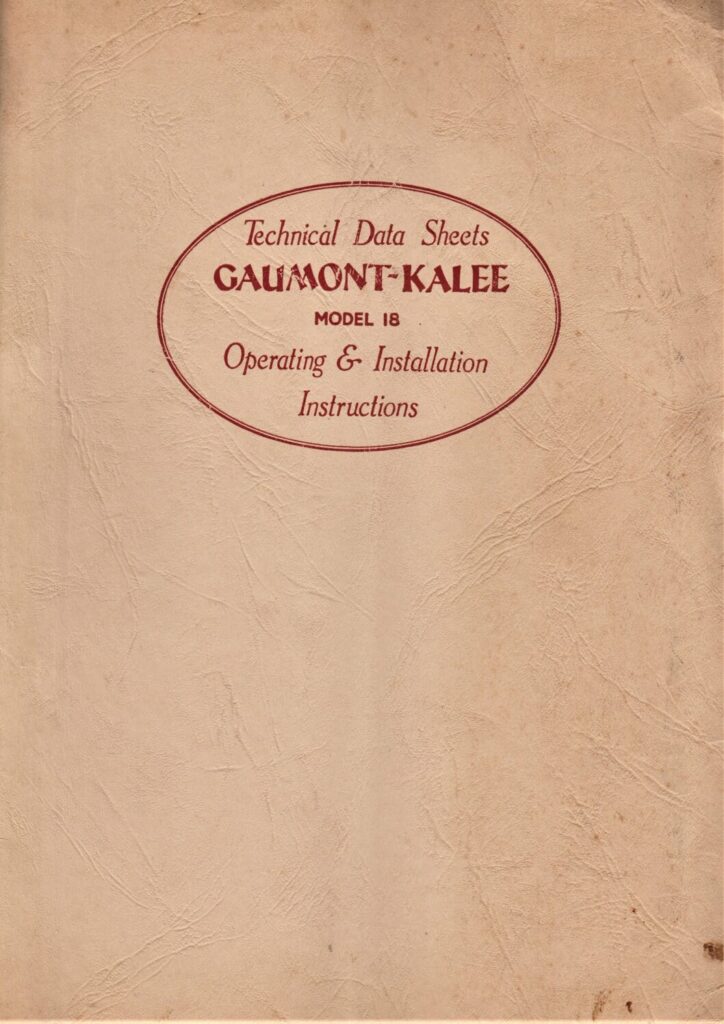 Technical Data Sheets
GAUMONT-KALEE
MODEL 18
Operating & Installation
Instructions